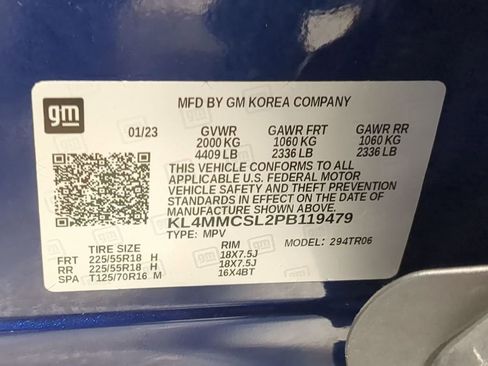 gm
MFD BY GM KOREA COMPANY
01/23 GVWR GAWR FRT GAWR RR
2000 KG 1060 KG 1060 KG
4409 LB 2336 LB 2336 LB
THIS VEHICLE CONFORMS TO ALL
APPLICABLE U.S. FEDERAL MOTOR
VEHICLE SAFETY AND THEFT PREVENTION
STANDARDS IN EFFECT ON THE DATE OF
MANUFACTURE SHOWN ABOVE.
KL4MMCSL2PB119479
TYPE: MPV MODEL: 294TR06
TIRE SIZE RIM
FRT 225/55R18 H 18X7.5J
RR 225/55R18 H 18X7.5J
SPA T125/70R16 M 16X4BT